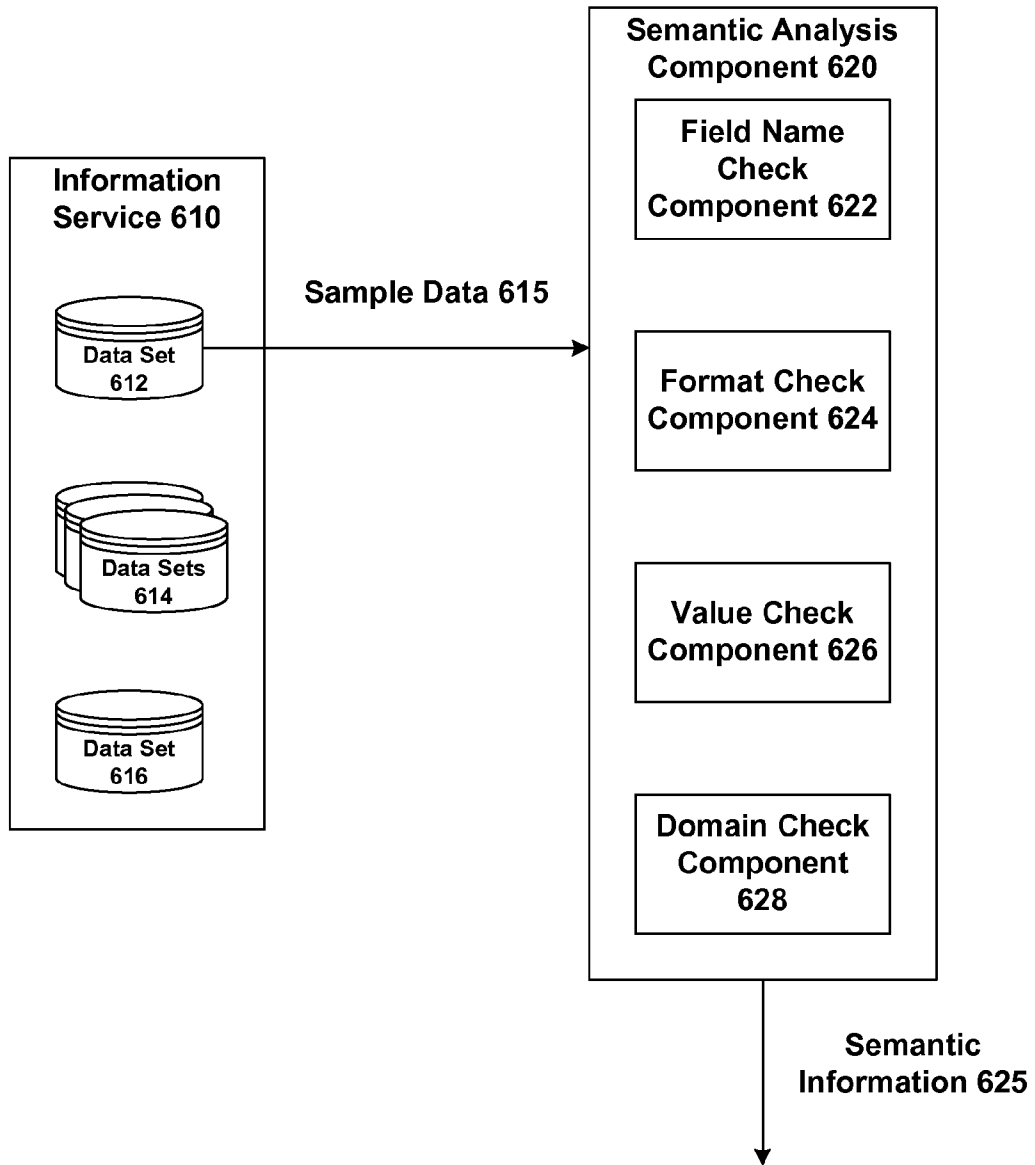 Information
Service 610
Data Set
612
Data Sets
614
Data Set
616
Sample Data 615
Semantic Analysis
Component 620
Field Name
Check
Component 622
Format Check
Component 624
Value Check
Component 626
Domain Check
Component
628
Semantic
Information 625